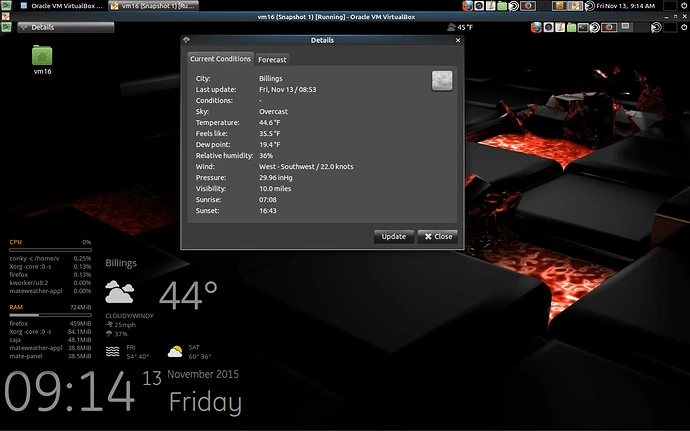 Oracle VM VirtualBox ...
vm16 (Snapshot 1) [Ru...
Fri Nov 13, 9:14 AM
vm16 (Snapshot 1) [Running] - Oracle VM VirtualBox
Details
45 °F
Fri Nov 13, 9:14 AM
vm16
Details
Current Conditions
Forecast
City: Billings
Last update: Fri, Nov 13 / 08:53
Conditions: -
Sky: Overcast
Temperature: 44.6 °F
Feels like: 35.5 °F
Dew point: 19.4 °F
Relative humidity: 36%
Wind: West - Southwest / 22.0 knots
Pressure: 29.96 inHg
Visibility: 10.0 miles
Sunrise: 07:08
Sunset: 16:43
Update
Close
CPU 0%
conky -c /home/v 0.25%
Xorg -core :0 -s 0.13%
firefox 0.13%
kworker/u8:2 0.00%
mateweather-appl 0.00%
RAM 724MiB
firefox 459MiB
Xorg -core :0 -s 84.1MiB
caja 48.1MiB
mateweather-appl 38.8MiB
mate-panel 38.5MiB
Billings
44°
CLOUDY/WINDY
25mph
37%
FRI
54° 40°
SAT
60° 36°
09:14
13
November 2015
Friday